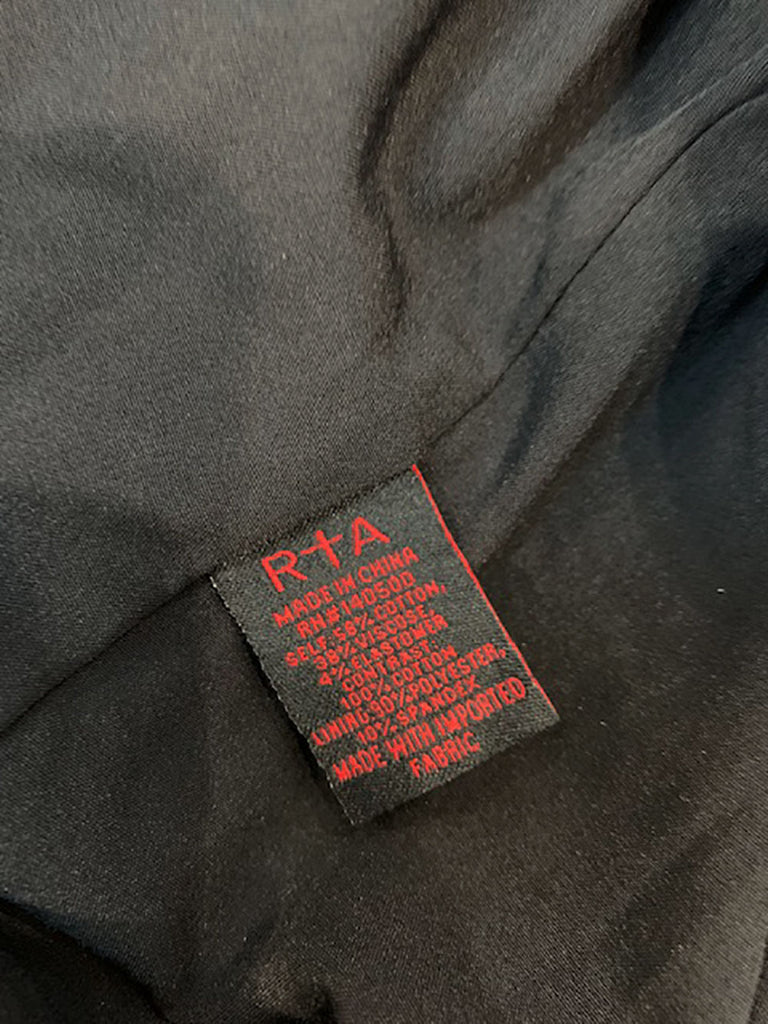 R†A
MADE IN CHINA
RN#14DSOD
SELF:58% COTTON,
38% VISCOSE,
4% ELASTOMER
CONTRAST:
100% COTTON
LINING:90% POLYESTER,
10% SPANDEX
MADE WITH IMPORTED
FABRIC